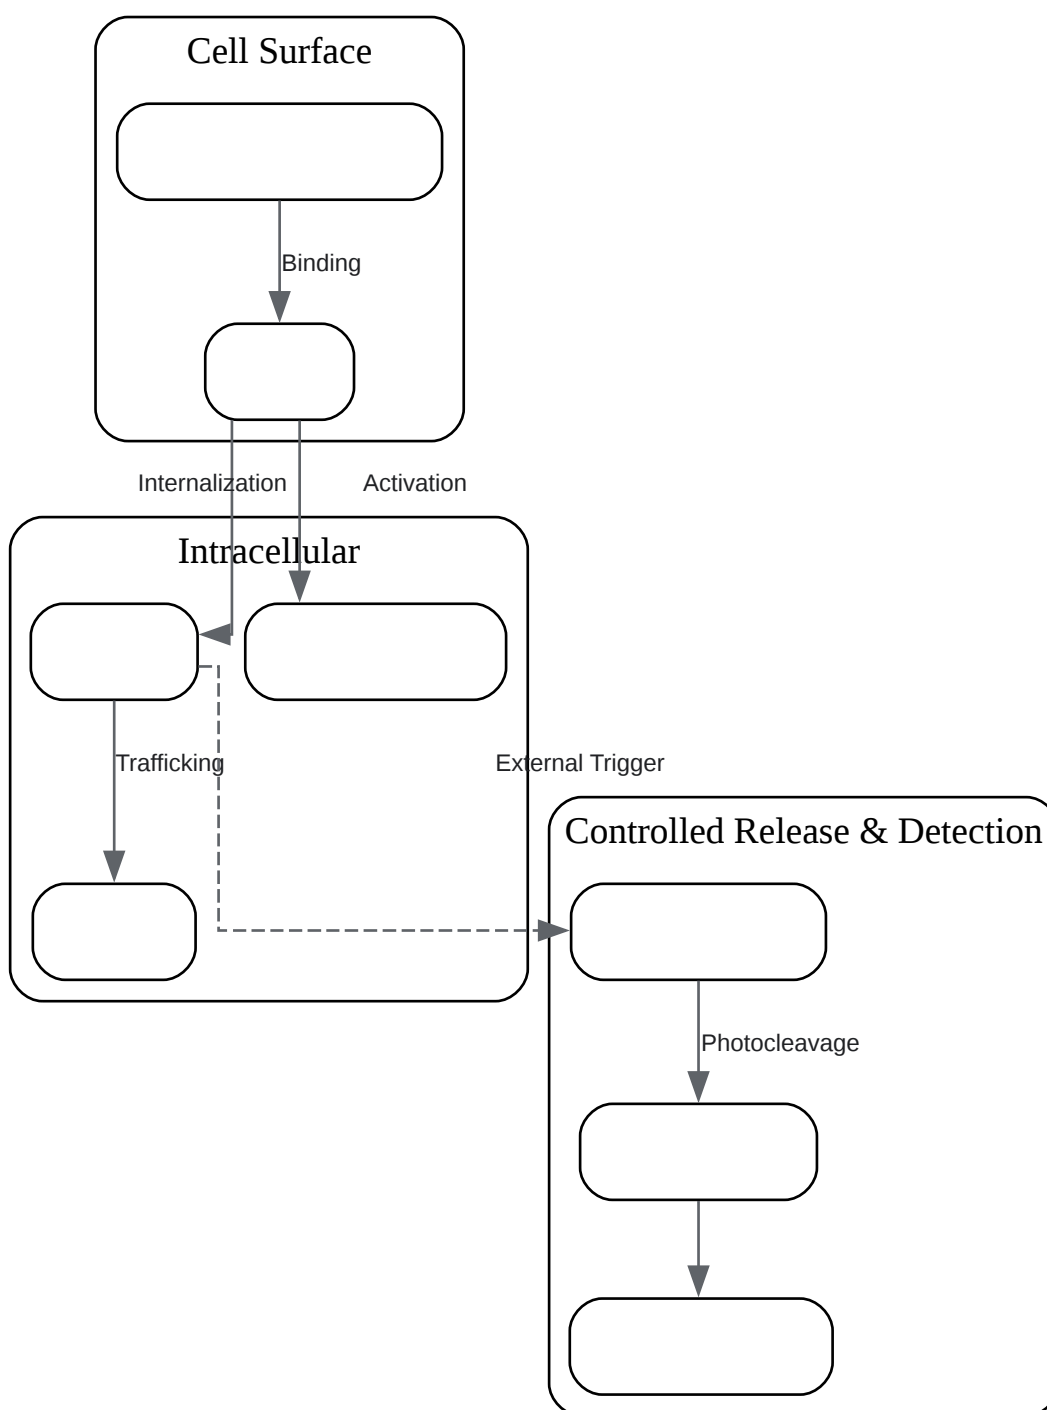 Cell Surface
Binding
Internalization
Activation
Intracellular
Trafficking
External Trigger
Controlled Release & Detection
Photocleavage